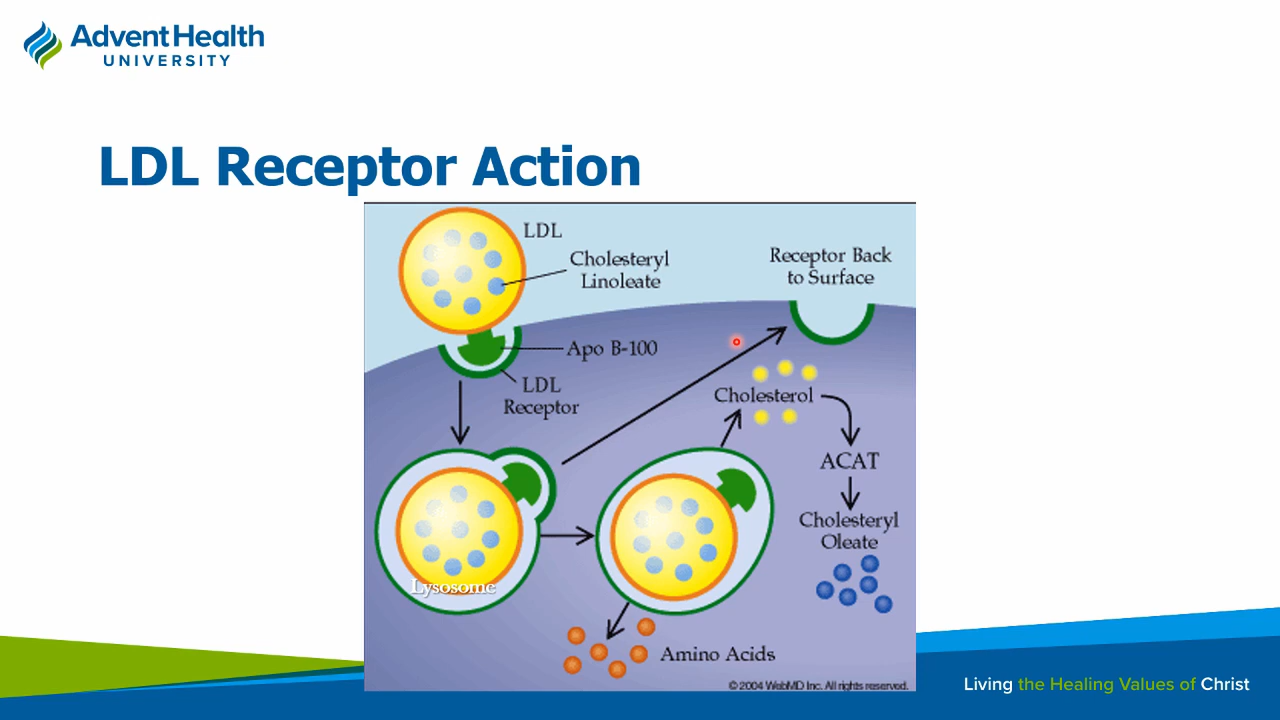 AdventHealth
UNIVERSITY
LDL Receptor Action
LDL
Cholesteryl
Linoleate
Receptor Back
to Surface
Apo B-100
LDL
Receptor
Cholesterol
ACAT
Cholesteryl
Oleate
Lysosome
Amino Acids
© 2004 WebMD Inc. All rights reserved.
Living the Healing Values of Christ